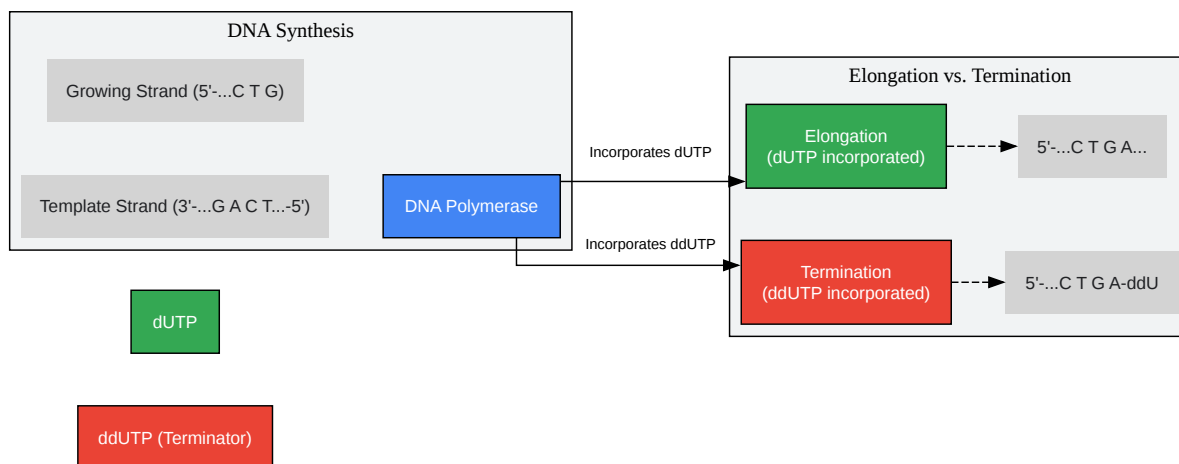 DNA Synthesis
Growing Strand (5'-...C T G)
Template Strand (3'-...G A C T...-5')
DNA Polymerase
Incorporates dUTP
Incorporates ddUTP
Elongation vs. Termination
Elongation
(dUTP incorporated)
5'-...C T G A...
Termination
(ddUTP incorporated)
5'-...C T G A-ddU
dUTP
ddUTP (Terminator)